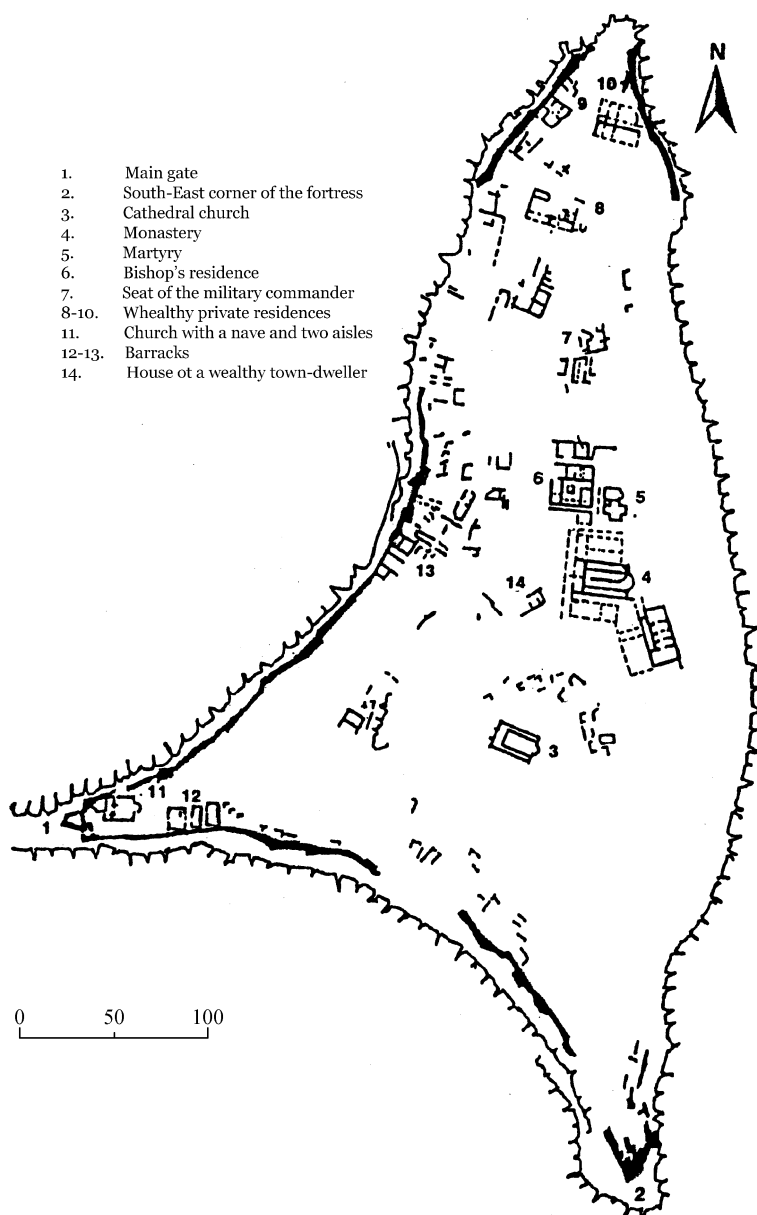 N
10
9
1. Main gate
2. South-East corner of the fortress
3. Cathedral church
4. Monastery
5. Martyry
6. Bishop's residence
7. Seat of the military commander
8-10. Whealthy private residences
11. Church with a nave and two aisles
12-13. Barracks
14. House ot a wealthy town-dweller
8
7
6
5
13
14
4
3
11
12
1
0 50 100
2